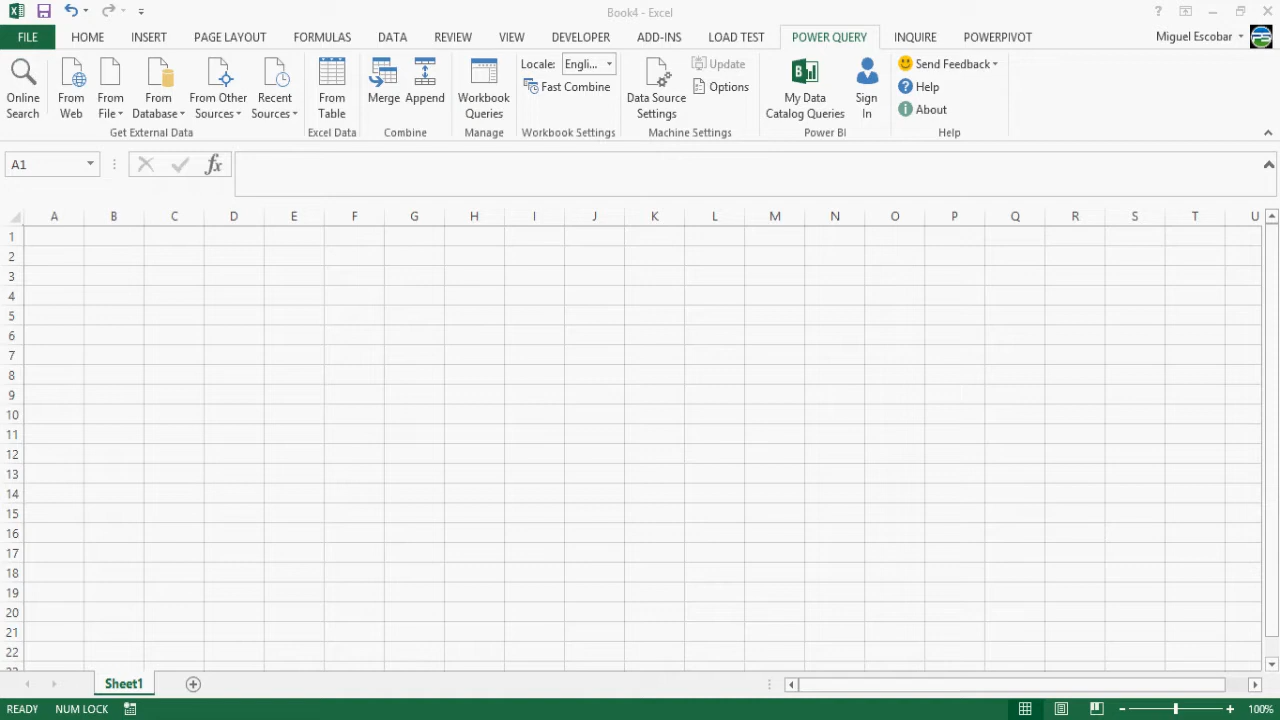 Book4 - Excel
?
FILE HOME INSERT PAGE LAYOUT FORMULAS DATA REVIEW VIEW DEVELOPER ADD-INS LOAD TEST POWER QUERY INQUIRE POWERPIVOT Miguel Escobar
Online Search
From Web
From File
From Database
From Other Sources
Recent Sources
Get External Data
From Table
Excel Data
Merge
Append
Combine
Workbook Queries
Manage
Locale: Engli...
Fast Combine
Workbook Settings
Data Source Settings
Update
Options
Machine Settings
My Data Catalog Queries
Sign In
Power BI
Send Feedback
Help
About
Help
A1
fx
A B C D E F G H I J K L M N O P Q R S T U
1
2
3
4
5
6
7
8
9
10
11
12
13
14
15
16
17
18
19
20
21
22
23
Sheet1
READY NUM LOCK 100%